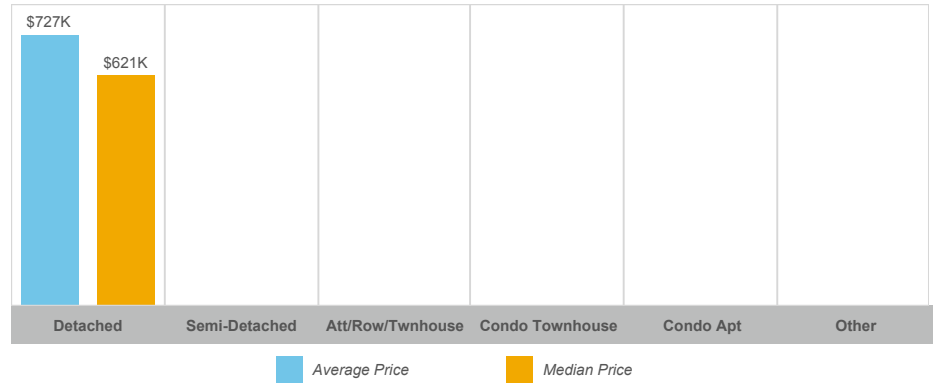 $727K
$621K
Detached Semi-Detached Att/Row/Twnhouse Condo Townhouse Condo Apt Other
Average Price Median Price